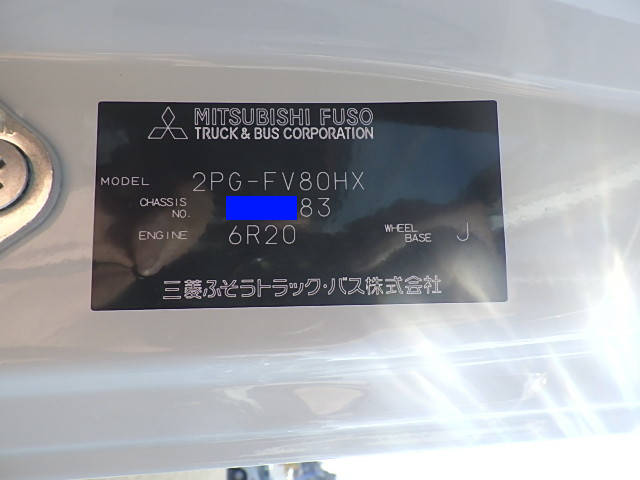 MITSUBISHI FUSO
TRUCK & BUS CORPORATION
MODEL 2PG-FV80HX
CHASSIS NO. 83
ENGINE 6R20 WHEEL BASE J
三菱ふそうトラック・バス株式会社